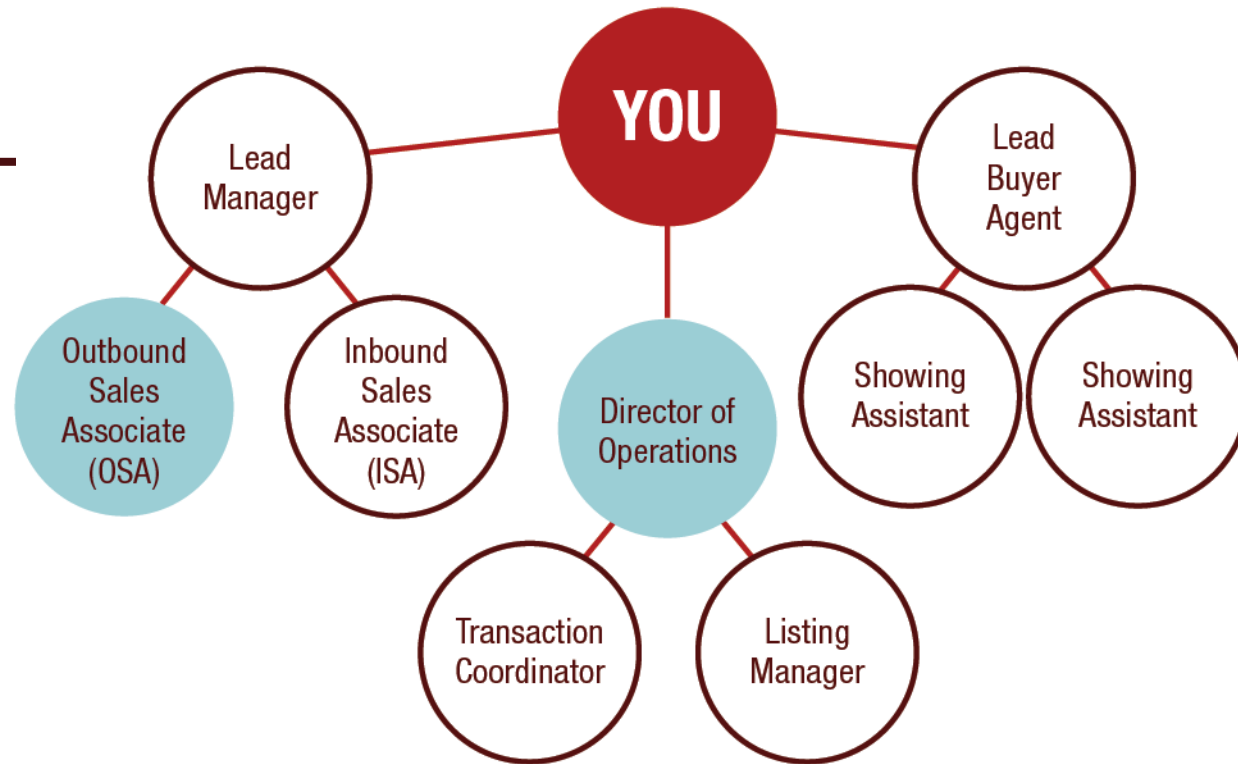 YOU
Lead
Manager
Lead
Buyer
Agent
Outbound
Sales
Associate
(OSA)
Inbound
Sales
Associate
(ISA)
Director of
Operations
Showing
Assistant
Showing
Assistant
Transaction
Coordinator
Listing
Manager